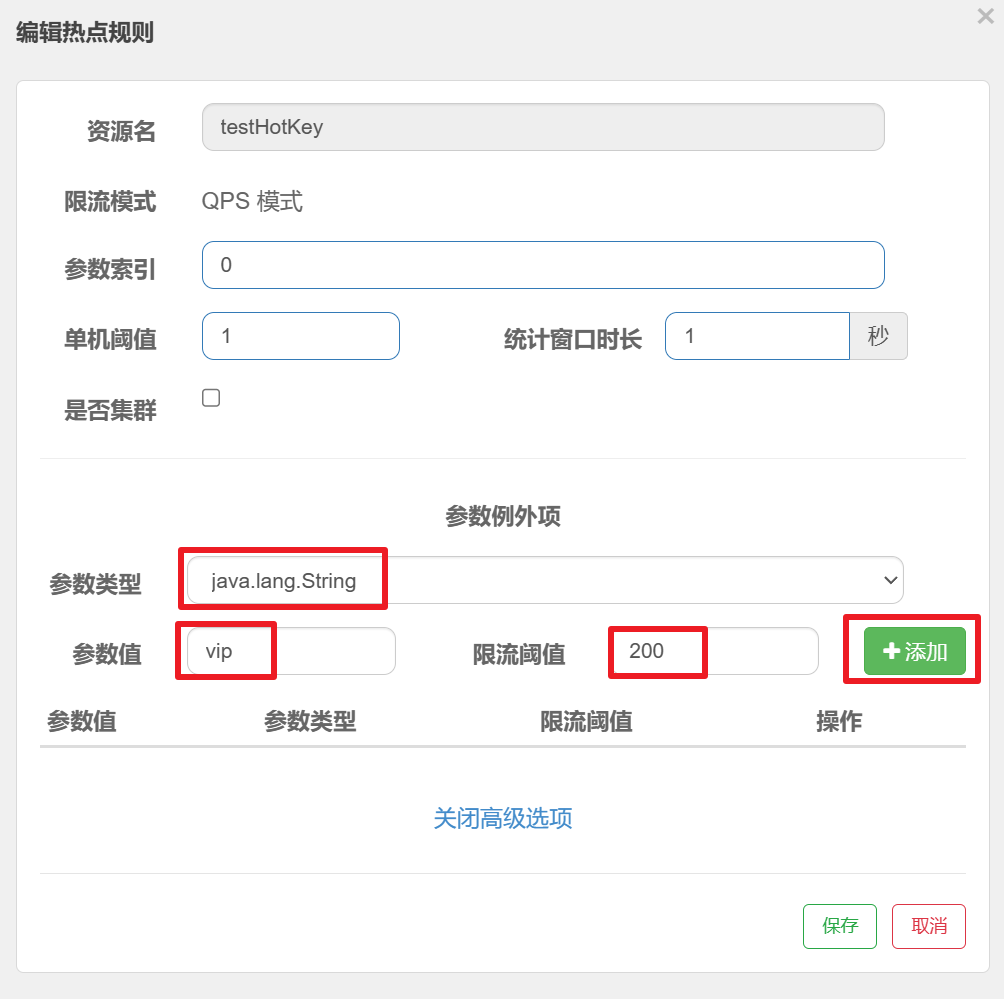 编辑热点规则
×
资源名 testHotKey
限流模式 QPS 模式
参数索引 0
单机阈值 1 统计窗口时长 1 秒
是否集群
参数例外项
参数类型 java.lang.String
参数值 vip 限流阈值 200 +添加
参数值 参数类型 限流阈值 操作
关闭高级选项
保存 取消